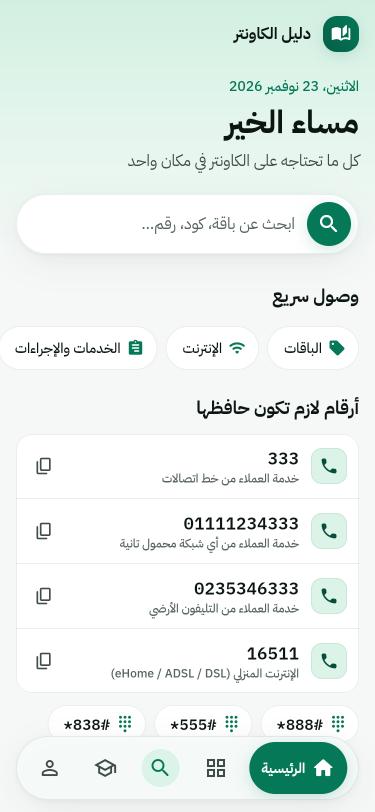 دليل الكاونتر
الاثنين، 23 نوفمبر 2026
مساء الخير
كل ما تحتاجه على الكاونتر في مكان واحد
ابحث عن باقة، كود، رقم...
وصول سريع
الباقات
الإنترنت
الخدمات والإجراءات
أرقام لازم تكون حافظها
333
خدمة العملاء من خط اتصالات
01111234333
خدمة العملاء من أي شبكة محمول تانية
0235346333
خدمة العملاء من التليفون الأرضي
16511
الإنترنت المنزلي (eHome / ADSL / DSL)
*888#
*555#
*838#
الرئيسية